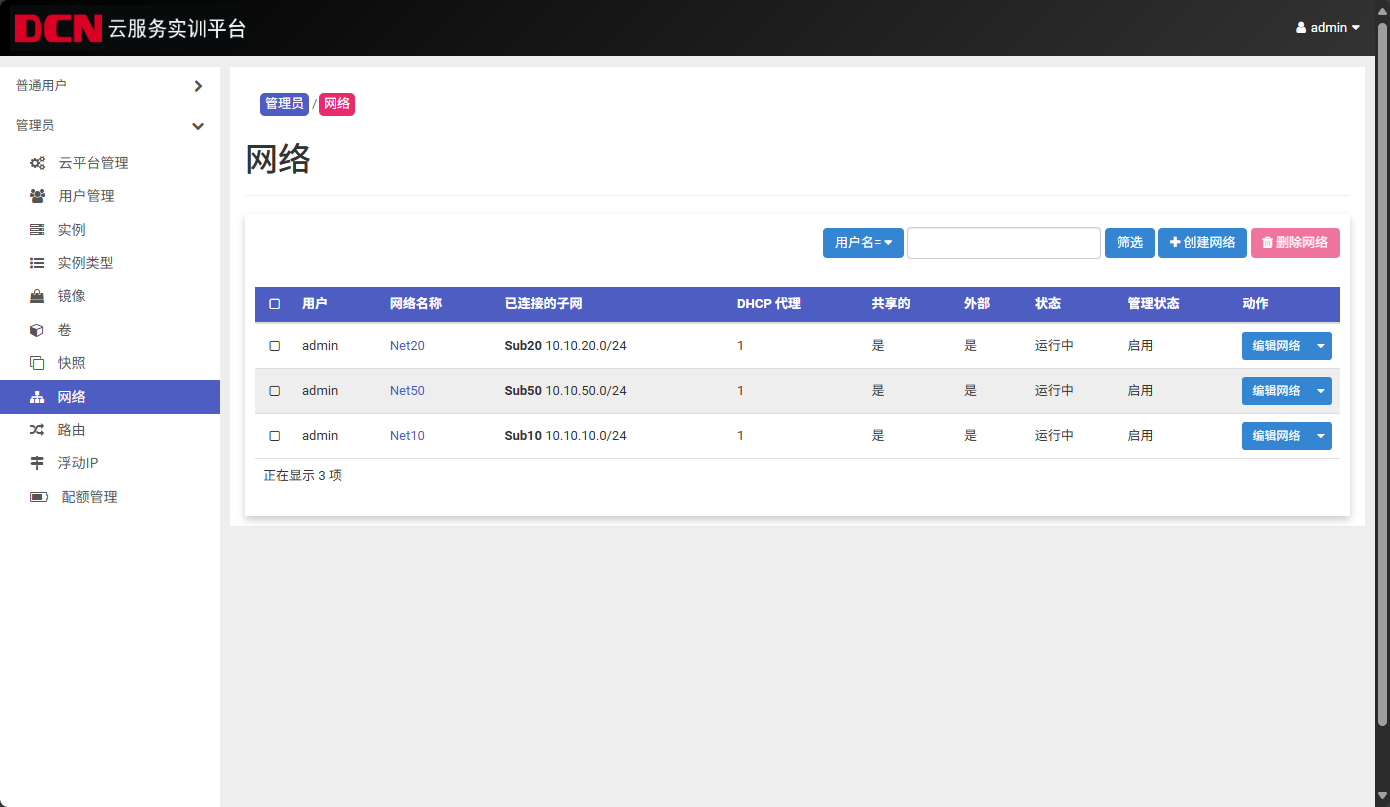 DCN 云服务实训平台
admin
普通用户
管理员
云平台管理
用户管理
实例
实例类型
镜像
卷
快照
网络
路由
浮动IP
配额管理
管理员 / 网络
网络
用户名= 筛选 创建网络 删除网络
用户 网络名称 已连接的子网 DHCP 代理 共享的 外部 状态 管理状态 动作
admin Net20 Sub20 10.10.20.0/24 1 是 是 运行中 启用 编辑网络
admin Net50 Sub50 10.10.50.0/24 1 是 是 运行中 启用 编辑网络
admin Net10 Sub10 10.10.10.0/24 1 是 是 运行中 启用 编辑网络
正在显示 3 项